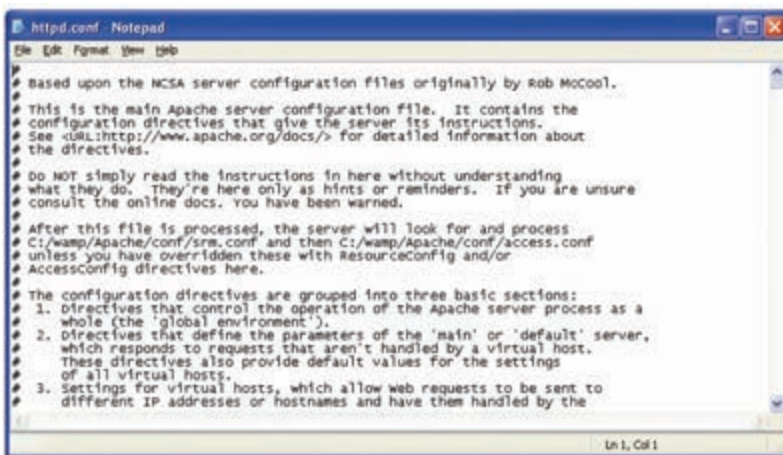 httpd.conf - Notepad
File Edit Format View Help
#
# Based upon the NCSA server configuration files originally by Rob McCool.
#
# This is the main Apache server configuration file. It contains the
# configuration directives that give the server its instructions.
# See <URL:http://www.apache.org/docs/> for detailed information about
# the directives.
#
# Do NOT simply read the instructions in here without understanding
# what they do. They're here only as hints or reminders. If you are unsure
# consult the online docs. You have been warned.
#
# After this file is processed, the server will look for and process
# C:/wamp/Apache/conf/srm.conf and then C:/wamp/Apache/conf/access.conf
# unless you have overridden these with ResourceConfig and/or
# AccessConfig directives here.
#
# The configuration directives are grouped into three basic sections:
# 1. Directives that control the operation of the Apache server process as a
# whole (the 'global environment').
# 2. Directives that define the parameters of the 'main' or 'default' server,
# which responds to requests that aren't handled by a virtual host.
# These directives also provide default values for the settings
# of all virtual hosts.
# 3. Settings for virtual hosts, which allow web requests to be sent to
# different IP addresses or hostnames and have them handled by the
Ln 1, Col 1